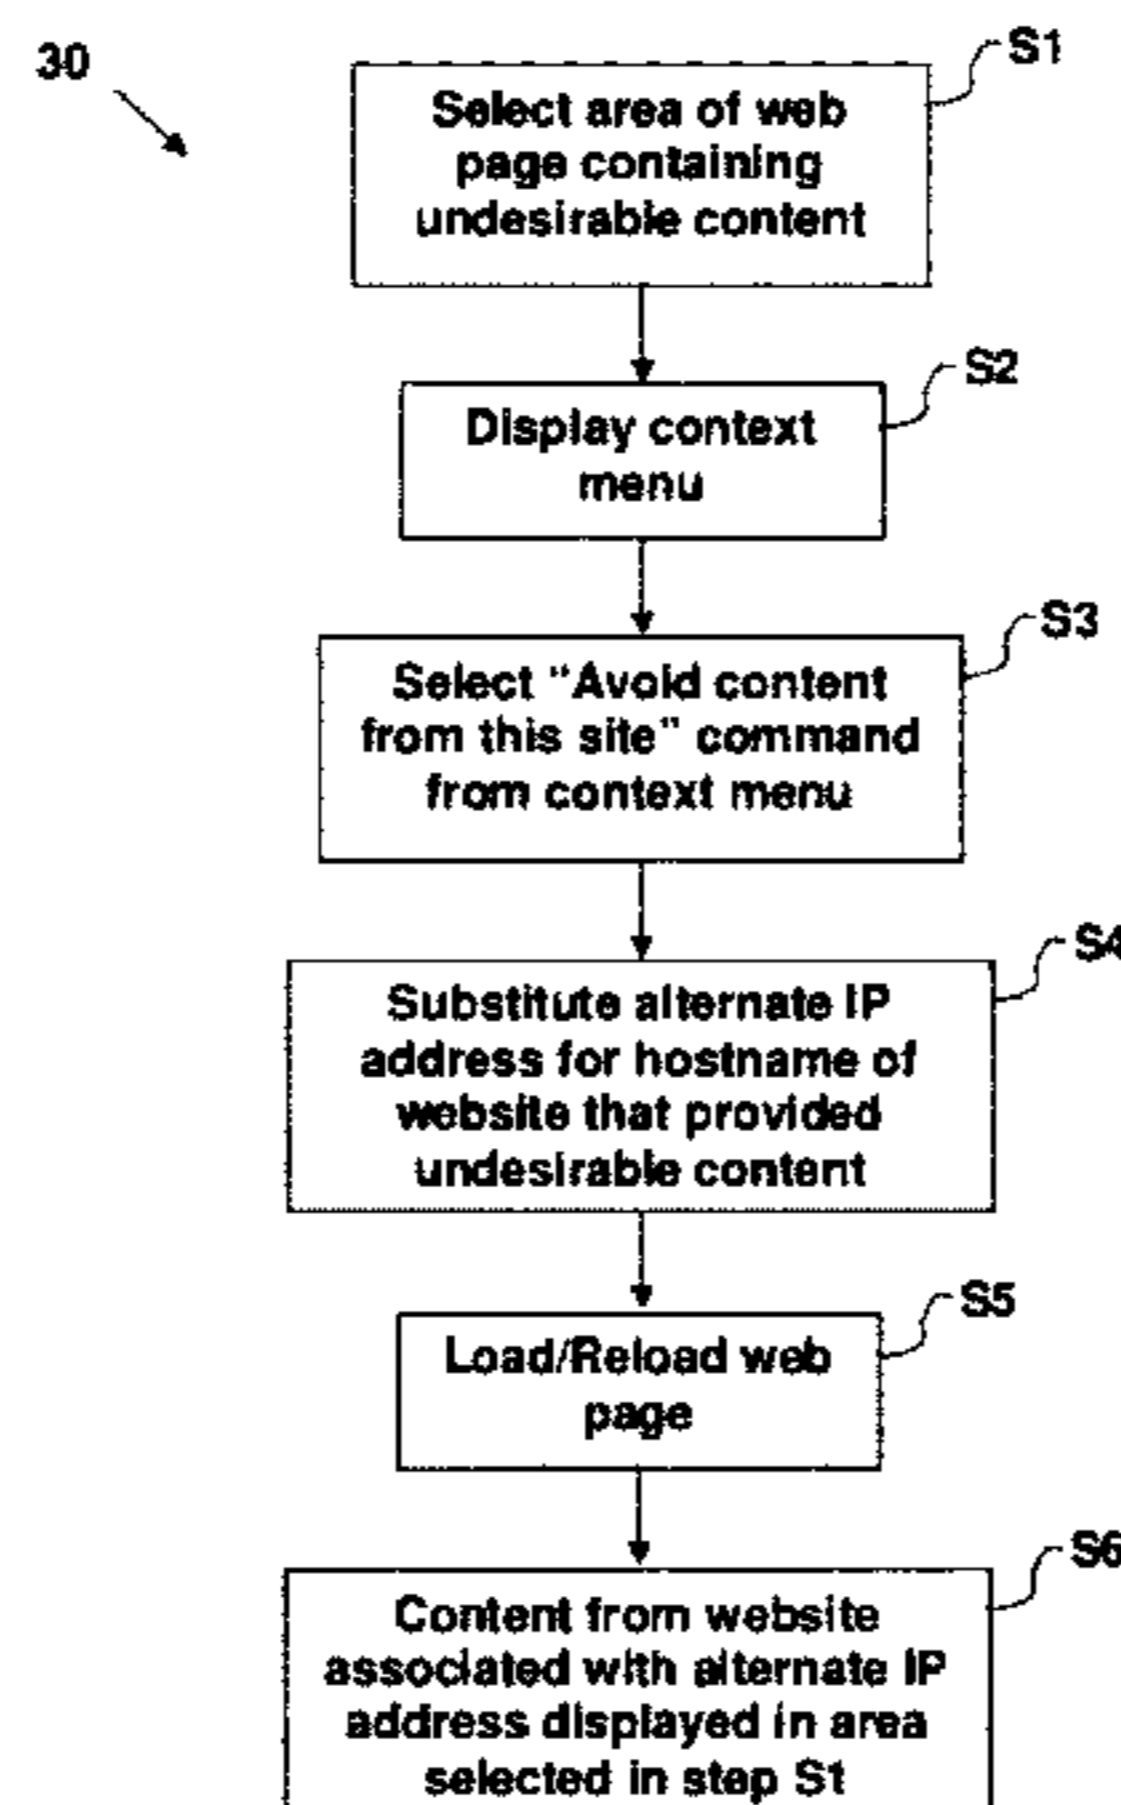 30
S1
Select area of web
page containing
undesirable content
S2
Display context
menu
S3
Select "Avoid content
from this site" command
from context menu
S4
Substitute alternate IP
address for hostname of
website that provided
undesirable content
S5
Load/Reload web
page
S6
Content from website
associated with alternate IP
address displayed in area
selected in step S1